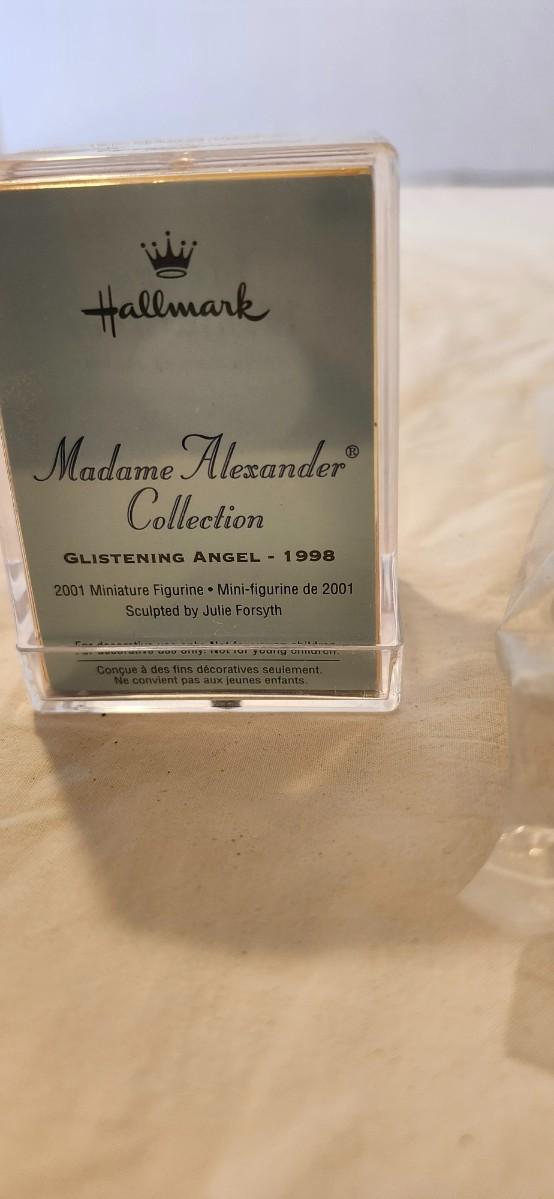 Hallmark
Madame Alexander®
Collection
GLISTENING ANGEL - 1998
2001 Miniature Figurine • Mini-figurine de 2001
Sculpted by Julie Forsyth
For decorative use only. Not for young children.
Conçue à des fins décoratives seulement.
Ne convient pas aux jeunes enfants.